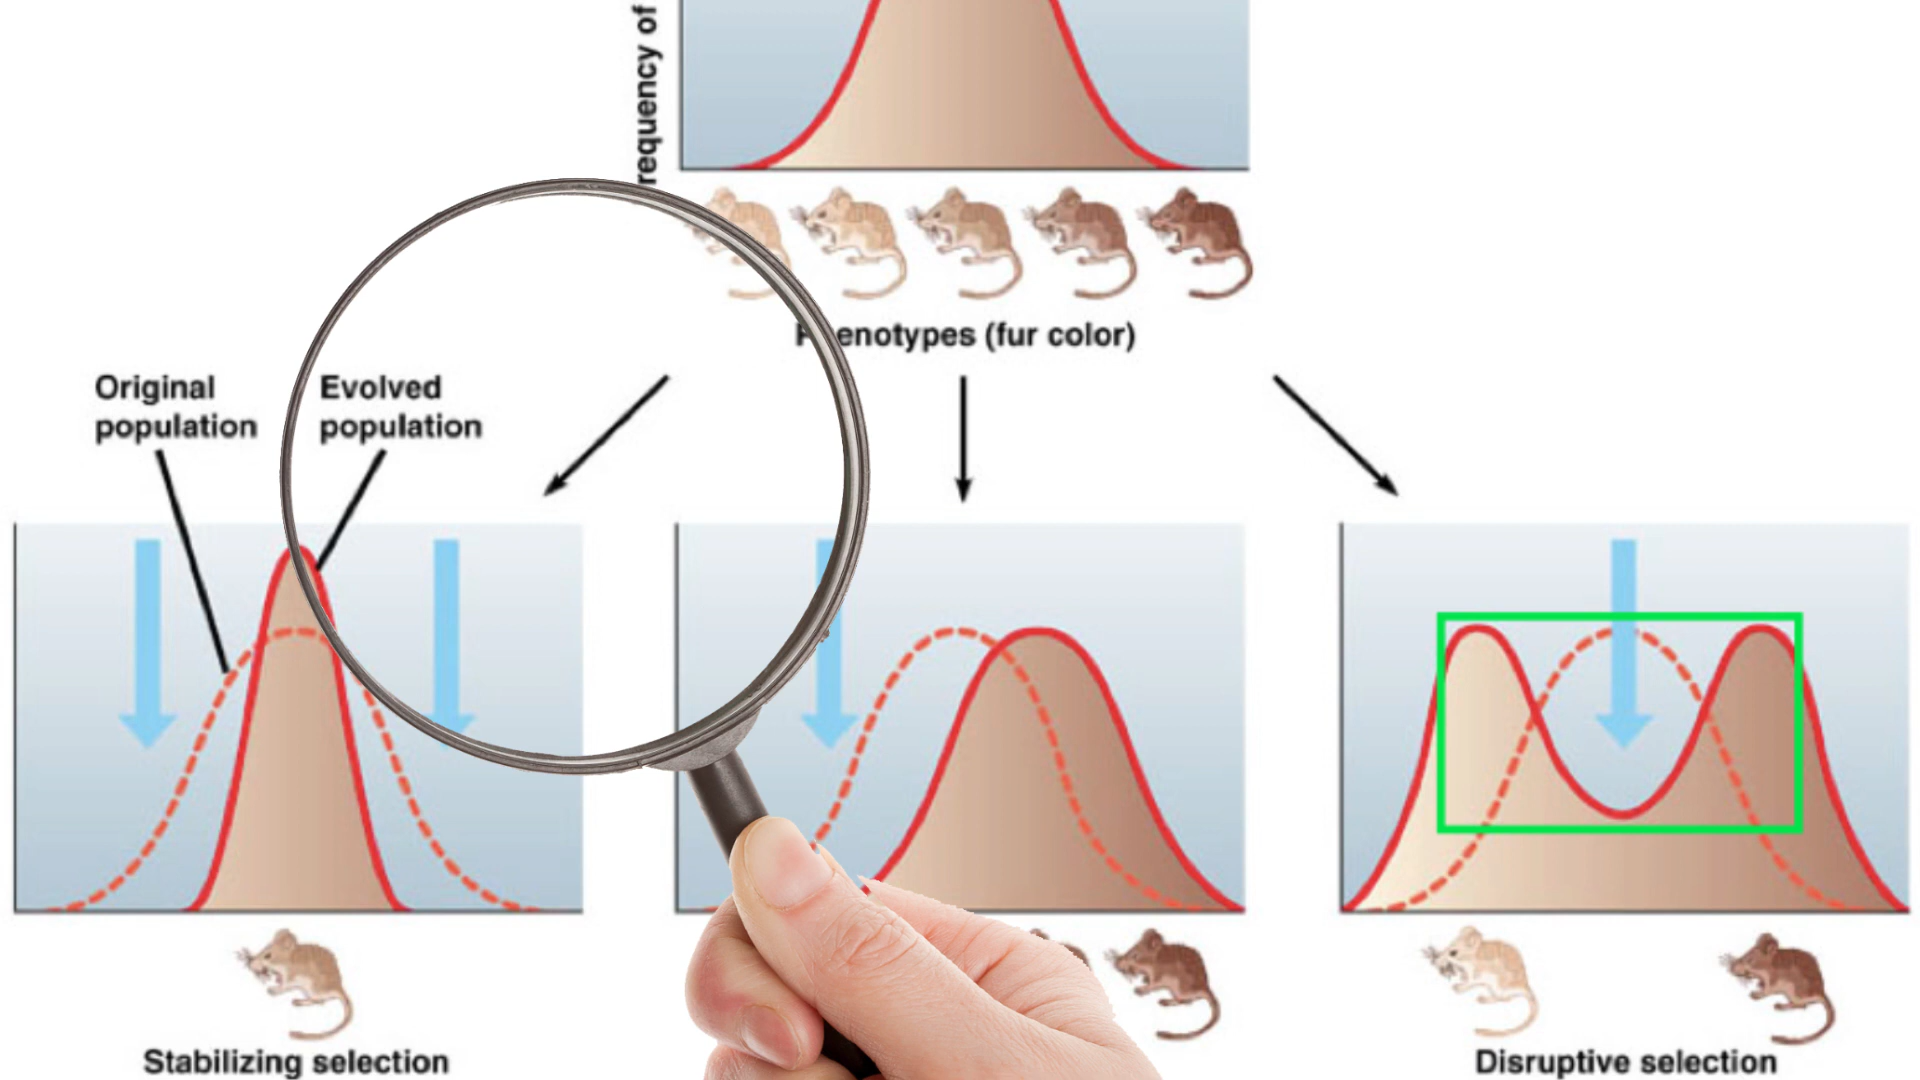 requency of
enotypes (fur color)
Original
population
Evolved
population
Stabilizing selection
Disruptive selection